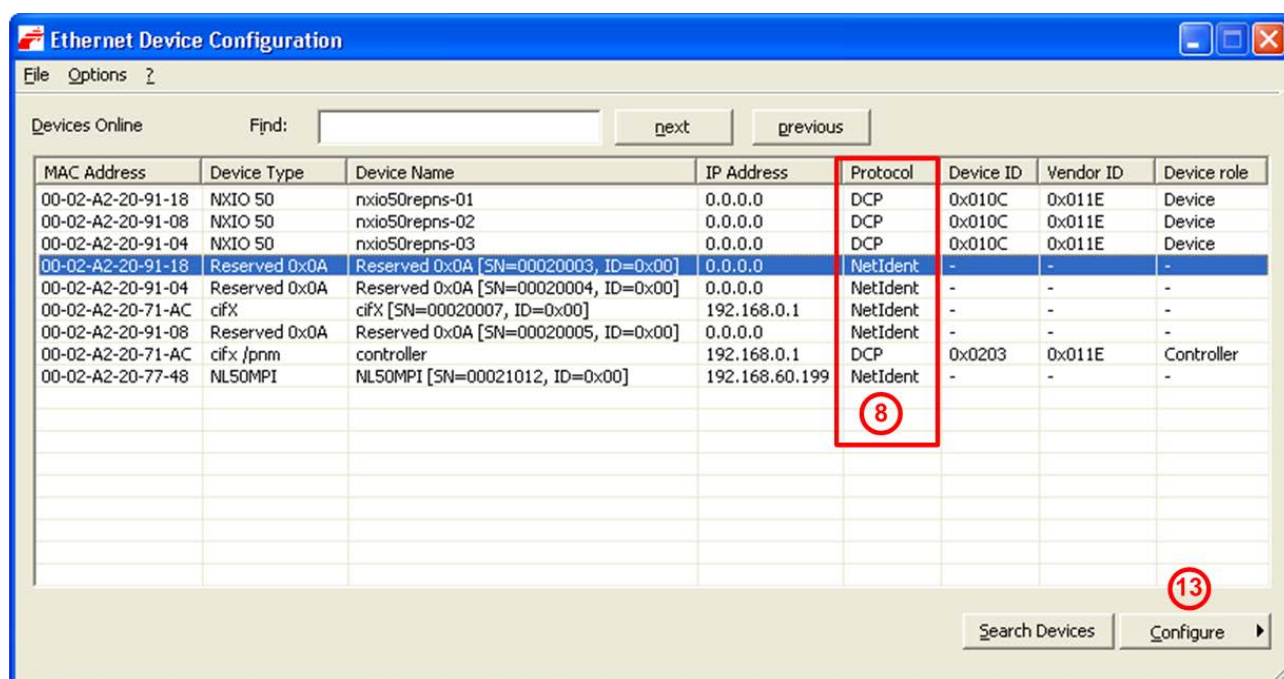 Ethernet Device Configuration
File Options ?
Devices Online Find: next previous
MAC Address Device Type Device Name IP Address Protocol Device ID Vendor ID Device role
00-02-A2-20-91-18 NXIO 50 nxio50repns-01 0.0.0.0 DCP 0x010C 0x011E Device
00-02-A2-20-91-08 NXIO 50 nxio50repns-02 0.0.0.0 DCP 0x010C 0x011E Device
00-02-A2-20-91-04 NXIO 50 nxio50repns-03 0.0.0.0 DCP 0x010C 0x011E Device
00-02-A2-20-91-18 Reserved 0x0A Reserved 0x0A [SN=00020003, ID=0x00] 0.0.0.0 NetIdent - - -
00-02-A2-20-91-04 Reserved 0x0A Reserved 0x0A [SN=00020004, ID=0x00] 0.0.0.0 NetIdent - - -
00-02-A2-20-71-AC cifX cifX [SN=00020007, ID=0x00] 192.168.0.1 NetIdent - - -
00-02-A2-20-91-08 Reserved 0x0A Reserved 0x0A [SN=00020005, ID=0x00] 0.0.0.0 NetIdent - - -
00-02-A2-20-71-AC cifx /pnm controller 192.168.0.1 DCP 0x0203 0x011E Controller
00-02-A2-20-77-48 NL50MPI NL50MPI [SN=00021012, ID=0x00] 192.168.60.199 NetIdent - - -
8
13
Search Devices Configure